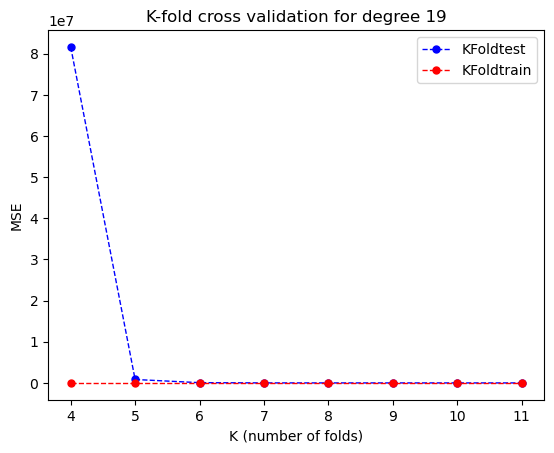 K-fold cross validation for degree 19
1e7
KFoldtest
KFoldtrain
8
7
6
5
4
3
2
1
0
MSE
4 5 6 7 8 9 10 11
K (number of folds)